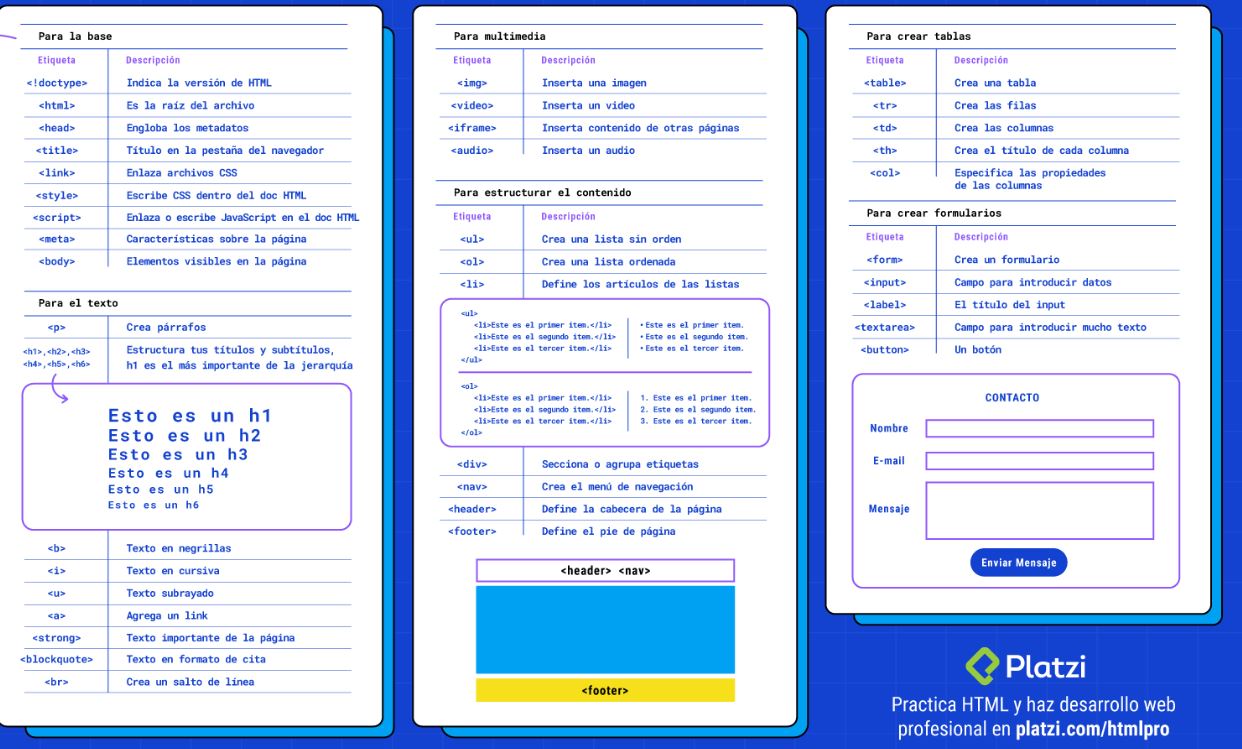 Para la base
Etiqueta Descripción
<!doctype> Indica la versión de HTML
<html> Es la raíz del archivo
<head> Engloba los metadatos
<title> Título en la pestaña del navegador
<link> Enlaza archivos CSS
<style> Escribe CSS dentro del doc HTML
<script> Enlaza o escribe JavaScript en el doc HTML
<meta> Características sobre la página
<body> Elementos visibles en la página
Para el texto
<p> Crea párrafos
<h1>,<h2>,<h3> Estructura tus títulos y subtítulos,
<h4>,<h5>,<h6> h1 es el más importante de la jerarquía
Esto es un h1
Esto es un h2
Esto es un h3
Esto es un h4
Esto es un h5
Esto es un h6
<b> Texto en negrillas
<i> Texto en cursiva
<u> Texto subrayado
<a> Agrega un link
<strong> Texto importante de la página
<blockquote> Texto en formato de cita
<br> Crea un salto de línea
Para multimedia
Etiqueta Descripción
<img> Inserta una imagen
<video> Inserta un video
<iframe> Inserta contenido de otras páginas
<audio> Inserta un audio
Para estructurar el contenido
Etiqueta Descripción
<ul> Crea una lista sin orden
<ol> Crea una lista ordenada
<li> Define los artículos de las listas
<ul>
<li>Este es el primer item.</li> • Este es el primer item.
<li>Este es el segundo item.</li> • Este es el segundo item.
<li>Este es el tercer item.</li> • Este es el tercer item.
</ul>
<ol>
<li>Este es el primer item.</li> 1. Este es el primer item.
<li>Este es el segundo item.</li> 2. Este es el segundo item.
<li>Este es el tercer item.</li> 3. Este es el tercer item.
</ol>
<div> Secciona o agrupa etiquetas
<nav> Crea el menú de navegación
<header> Define la cabecera de la página
<footer> Define el pie de página
<header> <nav>
<footer>
Para crear tablas
Etiqueta Descripción
<table> Crea una tabla
<tr> Crea las filas
<td> Crea las columnas
<th> Crea el título de cada columna
<col> Especifica las propiedades
de las columnas
Para crear formularios
Etiqueta Descripción
<form> Crea un formulario
<input> Campo para introducir datos
<label> El título del input
<textarea> Campo para introducir mucho texto
<button> Un botón
CONTACTO
Nombre
E-mail
Mensaje
Enviar Mensaje
Platzi
Practica HTML y haz desarrollo web
profesional en platzi.com/htmlpro